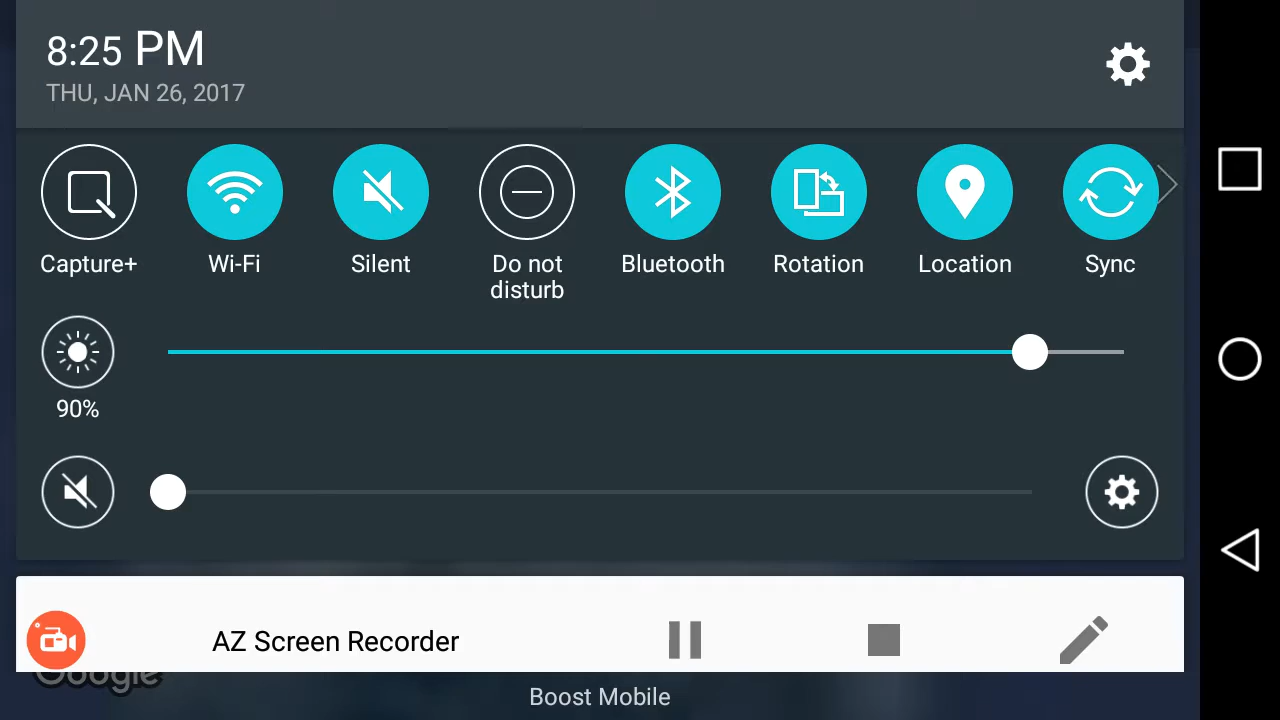 8:25 PM
THU, JAN 26, 2017
Capture+
Wi-Fi
Silent
Do not
disturb
Bluetooth
Rotation
Location
Sync
90%
AZ Screen Recorder
Google
Boost Mobile